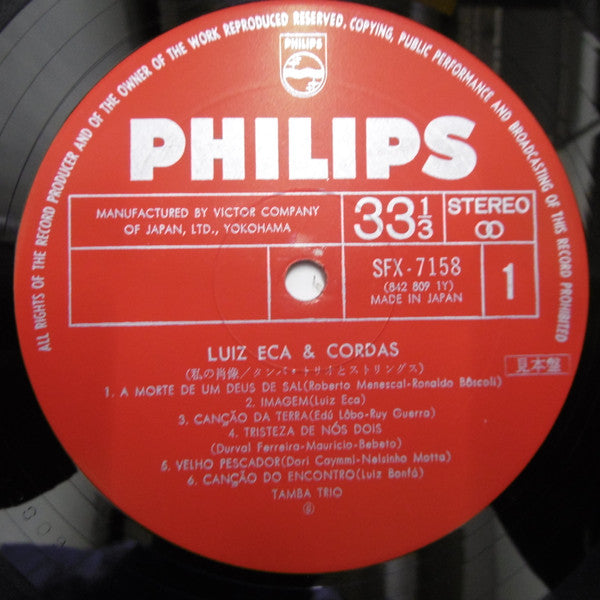 ALL RIGHTS OF THE RECORD PRODUCER AND OF THE OWNER OF THE WORK REPRODUCED RESERVED. COPYING, PUBLIC PERFORMANCE AND BROADCASTING OF THIS RECORD PROHIBITED
PHILIPS
PHILIPS
MANUFACTURED BY VICTOR COMPANY
OF JAPAN, LTD., YOKOHAMA
33 1/3
STEREO
SFX-7158
(842 809 1Y)
MADE IN JAPAN
1
LUIZ ECA & CORDAS
(私の肖像/タンバ・トリオとストリングス)
見本盤
1. A MORTE DE UM DEUS DE SAL(Roberto Menescal-Ronaldo Bôscoli)
2. IMAGEM(Luiz Eca)
3. CANÇÃO DA TERRA(Edú Lôbo-Ruy Guerra)
4. TRISTEZA DE NÓS DOIS
(Durval Ferreira-Mauricio-Bebeto)
5. VELHO PESCADOR(Dori Caymmi-Nelsinho Motta)
6. CANÇÃO DO ENCONTRO(Luiz Bonfá)
TAMBA TRIO